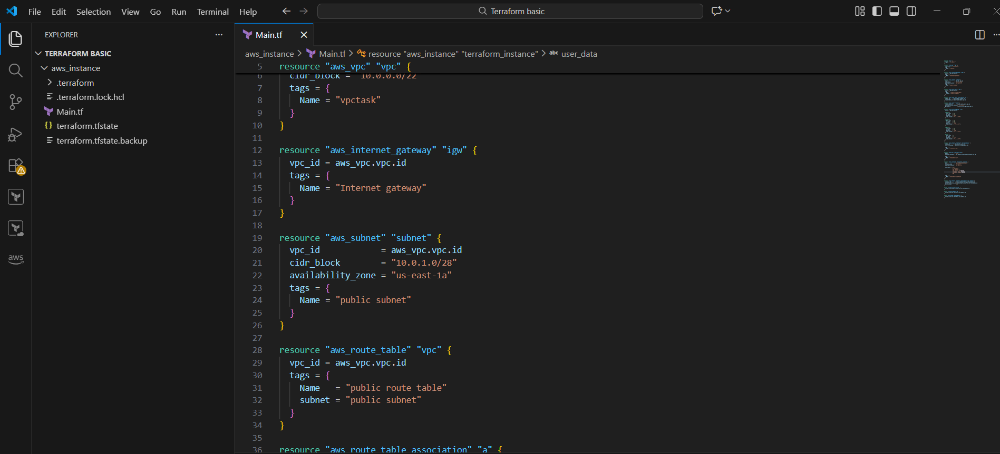 File Edit Selection View Go Run Terminal Help
Terraform basic
EXPLORER
TERRAFORM BASIC
aws_instance
.terraform
.terraform.lock.hcl
Main.tf
terraform.tfstate
terraform.tfstate.backup
aws
Main.tf
aws_instance > Main.tf > resource "aws_instance" "terraform_instance" > abc user_data
5 resource "aws_vpc" "vpc" {
6 cidr_block = "10.0.0.0/22"
7 tags = {
8 Name = "vpctask"
9 }
10 }
11
12 resource "aws_internet_gateway" "igw" {
13 vpc_id = aws_vpc.vpc.id
14 tags = {
15 Name = "Internet gateway"
16 }
17 }
18
19 resource "aws_subnet" "subnet" {
20 vpc_id = aws_vpc.vpc.id
21 cidr_block = "10.0.1.0/28"
22 availability_zone = "us-east-1a"
23 tags = {
24 Name = "public subnet"
25 }
26 }
27
28 resource "aws_route_table" "vpc" {
29 vpc_id = aws_vpc.vpc.id
30 tags = {
31 Name = "public route table"
32 subnet = "public subnet"
33 }
34 }
35
36 resource "aws_route_table_association" "a" {